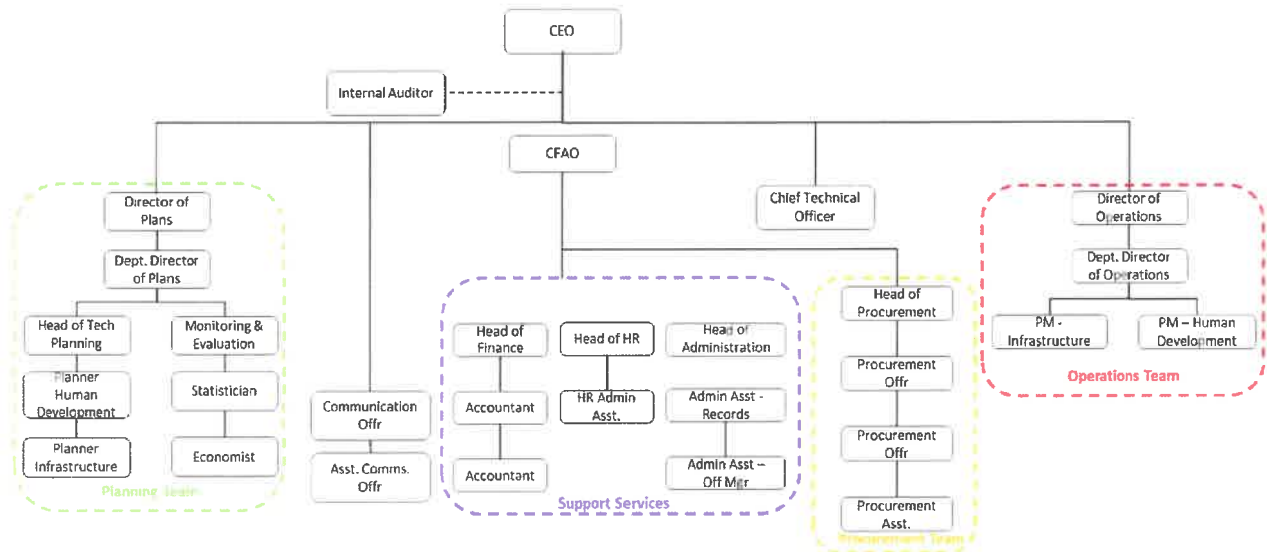 CEO
Internal Auditor
CFAO
Chief Technical
Officer
Director of
Plans
Dept. Director
of Plans
Head of Tech
Planning
Monitoring &
Evaluation
Planner
Human
Development
Statistician
Planner
Infrastructure
Economist
Planning Team
Communication
Offr
Asst. Comms.
Offr
Head of
Finance
Head of HR
Head of
Administration
Accountant
HR Admin
Asst.
Admin Asst -
Records
Accountant
Admin Asst –
Off Mgr
Support Services
Head of
Procurement
Procurement
Offr
Procurement
Offr
Procurement
Asst.
Procurement Team
Director of
Operations
Dept. Director
of Operations
PM -
Infrastructure
PM – Human
Development
Operations Team